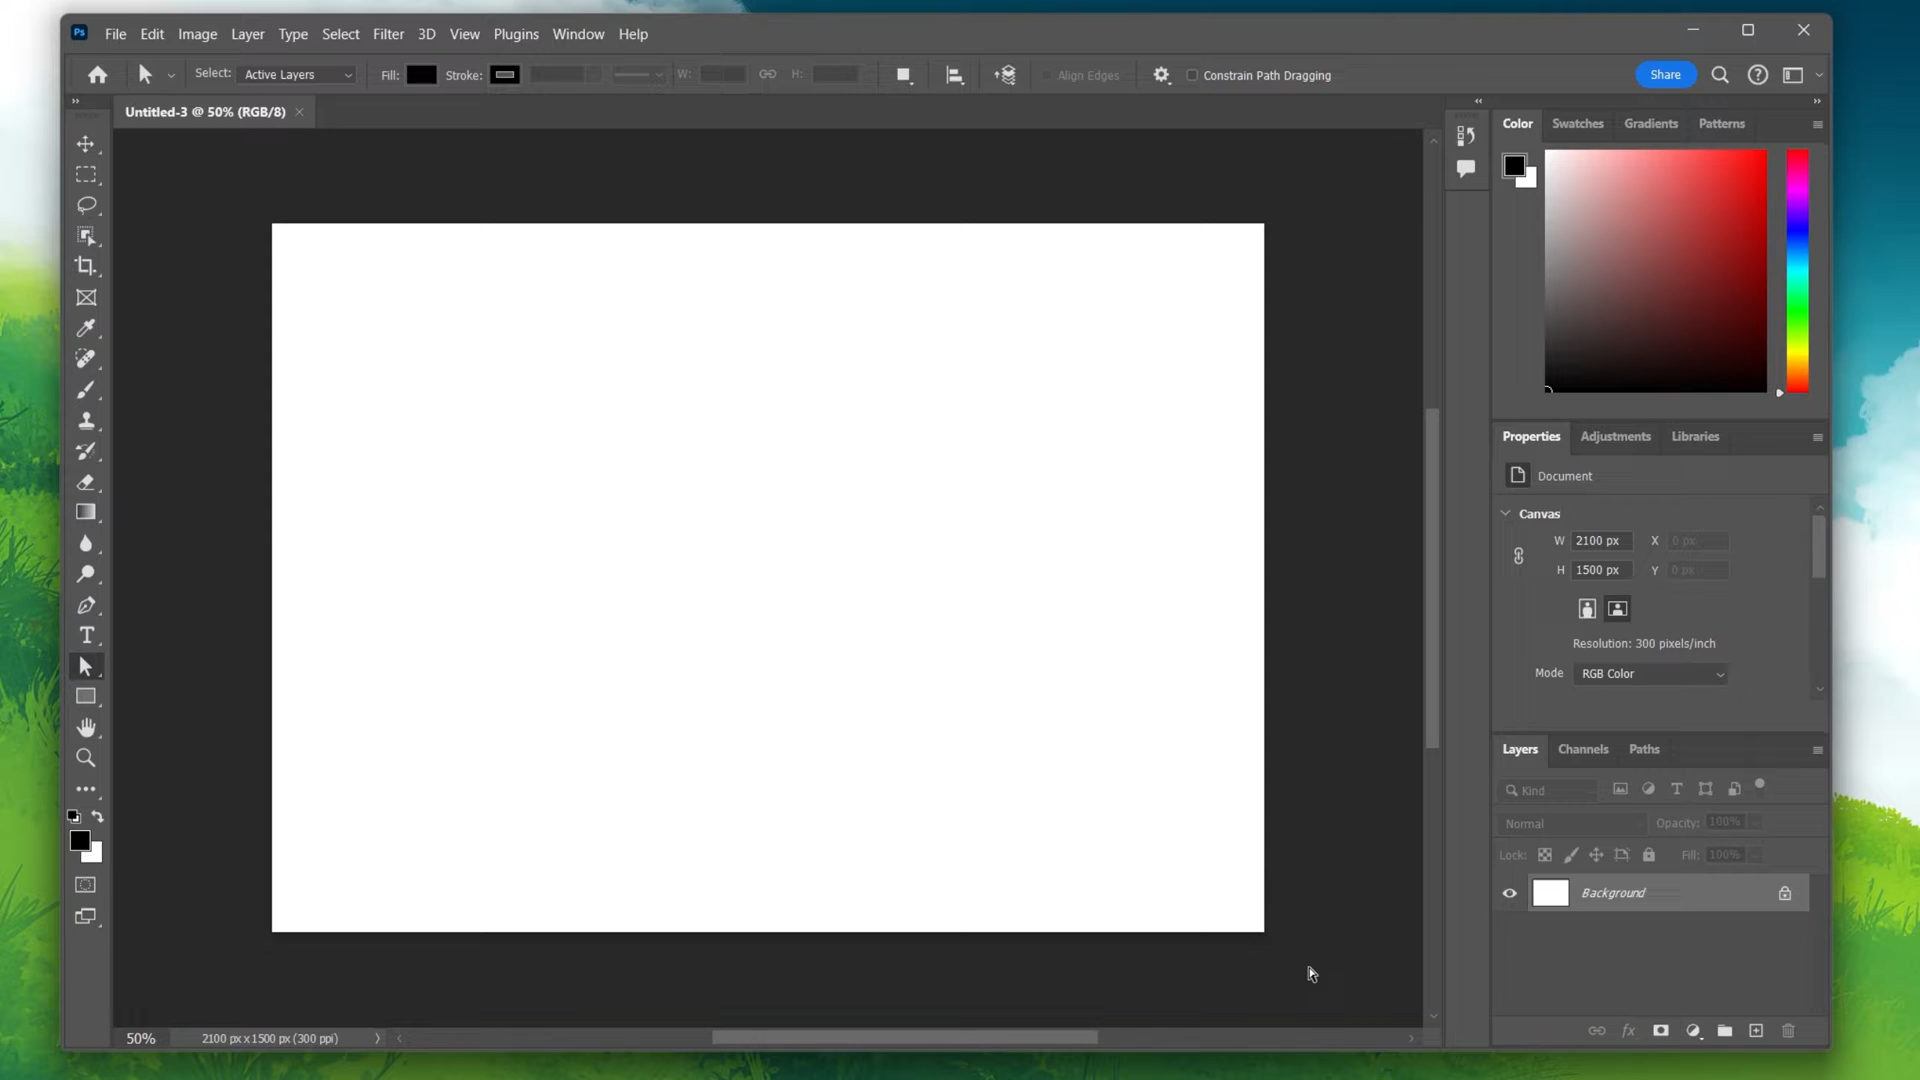 Ps File Edit Image Layer Type Select Filter 3D View Plugins Window Help
Select: Active Layers Fill: Stroke: W: H: Align Edges Constrain Path Dragging Share
Untitled-3 @ 50% (RGB/8)
Color Swatches Gradients Patterns
Properties Adjustments Libraries
Document
Canvas
W 2100 px X 0 px
H 1500 px Y 0 px
Resolution: 300 pixels/inch
Mode RGB Color
Layers Channels Paths
Kind
Normal Opacity: 100%
Lock: Fill: 100%
Background
fx
50% 2100 px x 1500 px (300 ppi)